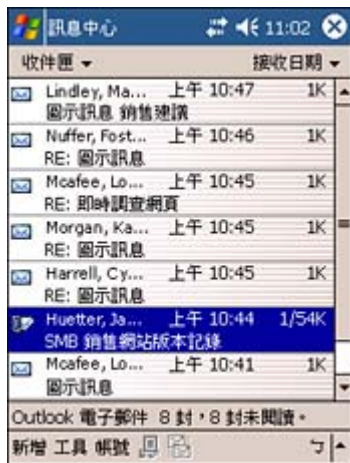 訊息中心 11:02
收件匣 接收日期
Lindley, Ma... 上午 10:47 1K
圖示訊息 銷售建議
Nuffer, Fost... 上午 10:46 1K
RE: 圖示訊息
Mcafee, Lo... 上午 10:45 1K
RE: 即時調查網頁
Morgan, Ka... 上午 10:45 1K
RE: 圖示訊息
Harrell, Cy... 上午 10:45 1K
RE: 圖示訊息
Huetter, Ja... 上午 10:44 1/54K
SMB 銷售網站版本記錄
Mcafee, Lo... 上午 10:41 1K
圖示訊息
Outlook 電子郵件 8 封，8 封未閱讀。
新增 工具 帳號 ㄅ